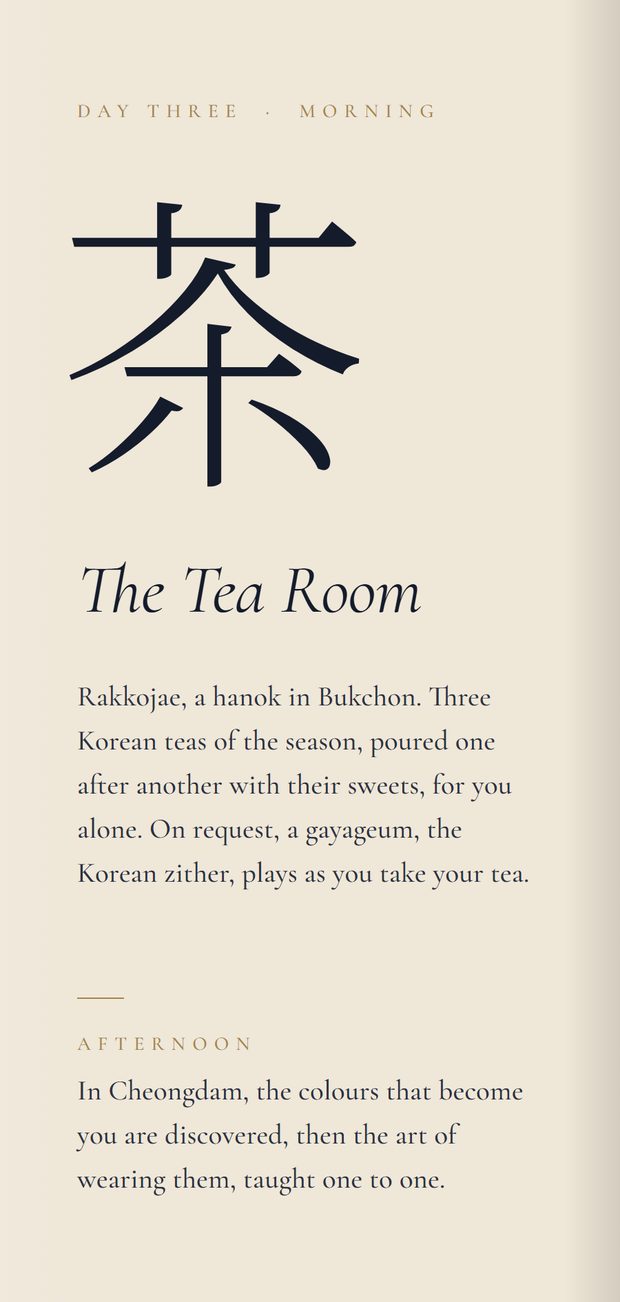 DAY THREE · MORNING
茶
The Tea Room
Rakkojae, a hanok in Bukchon. Three
Korean teas of the season, poured one
after another with their sweets, for you
alone. On request, a gayageum, the
Korean zither, plays as you take your tea.
AFTERNOON
In Cheongdam, the colours that become
you are discovered, then the art of
wearing them, taught one to one.